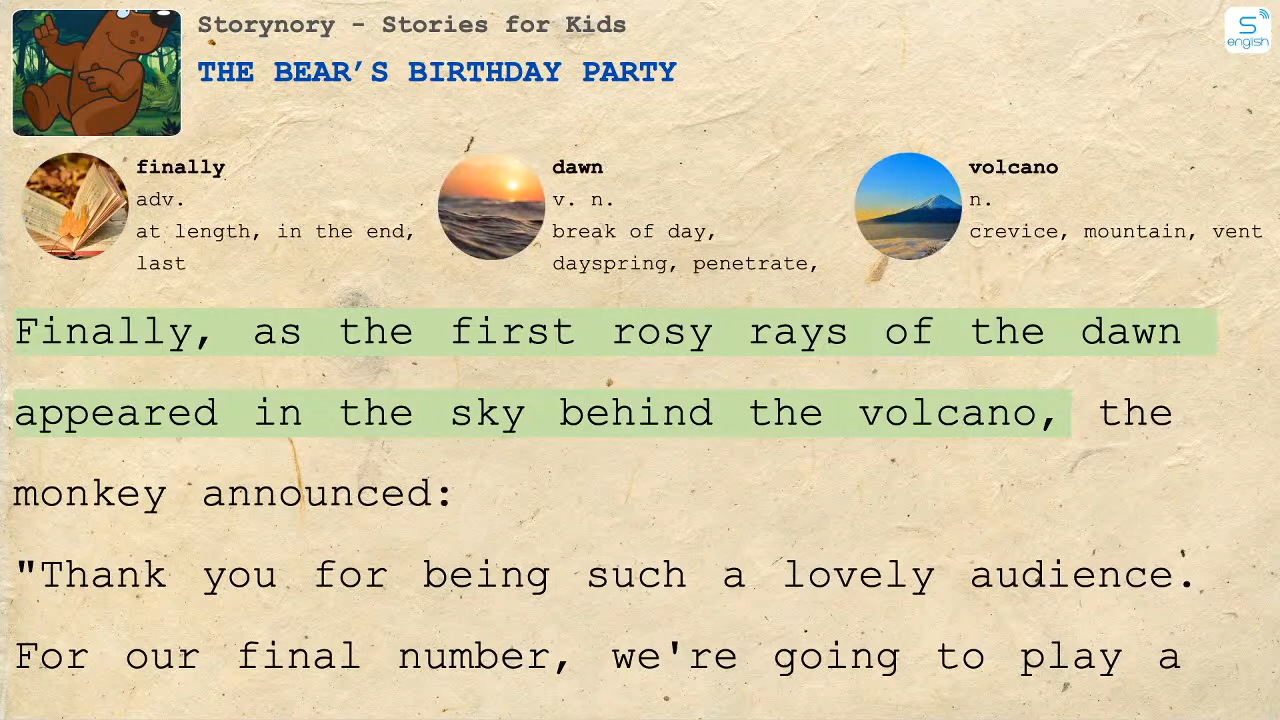 Storynory - Stories for Kids
THE BEAR’S BIRTHDAY PARTY
S
english
finally
adv.
at length, in the end,
last
dawn
v. n.
break of day,
dayspring, penetrate,
volcano
n.
crevice, mountain, vent
Finally, as the first rosy rays of the dawn
appeared in the sky behind the volcano, the
monkey announced:
"Thank you for being such a lovely audience.
For our final number, we're going to play a